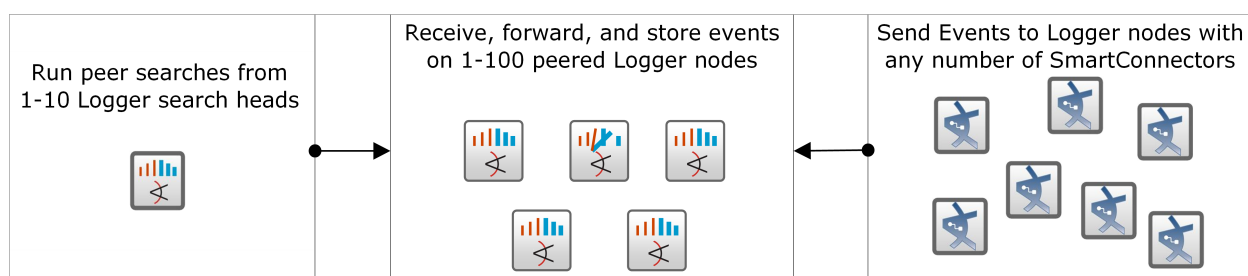 Run peer searches from
1-10 Logger search heads
Receive, forward, and store events
on 1-100 peered Logger nodes
Send Events to Logger nodes with
any number of SmartConnectors